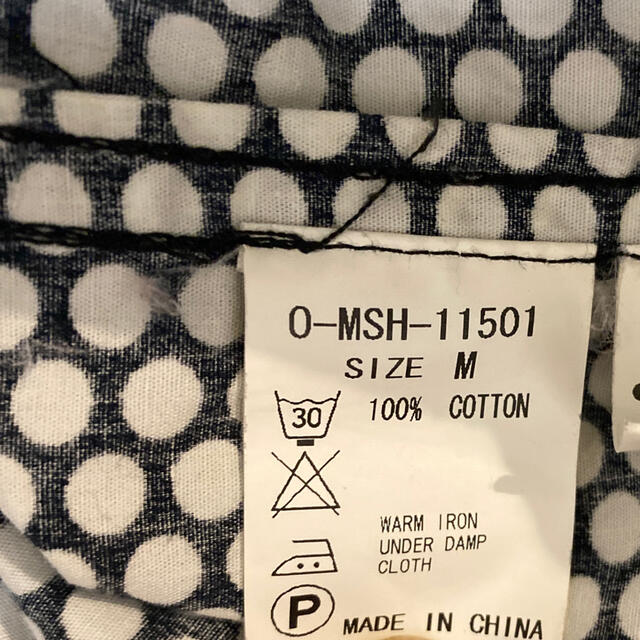 O-MSH-11501
SIZE M
30 100% COTTON
WARM IRON
UNDER DAMP
CLOTH
P MADE IN CHINA